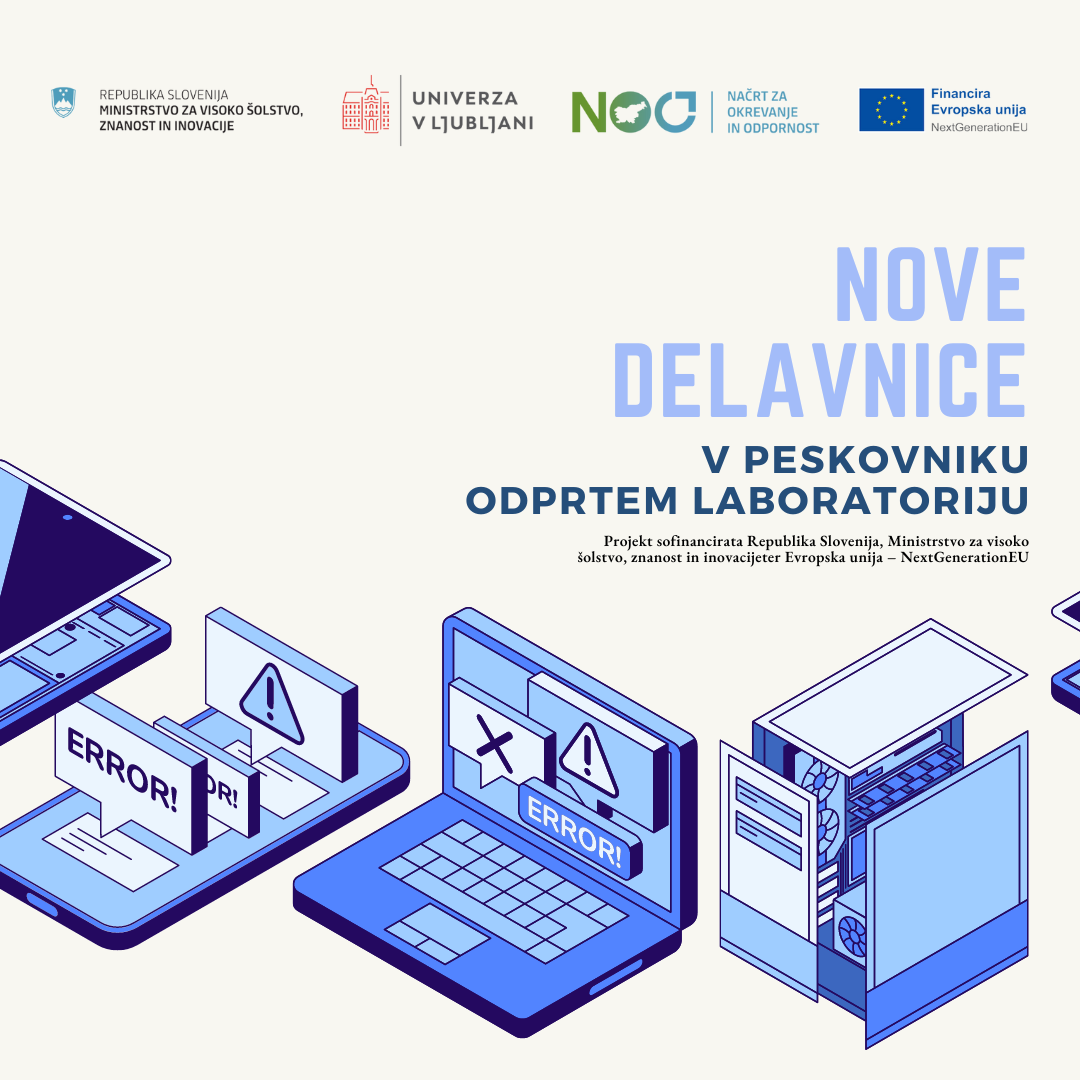 REPUBLIKA SLOVENIJA
MINISTRSTVO ZA VISOKO ŠOLSTVO,
ZNANOST IN INOVACIJE
UNIVERZA
V LJUBLJANI
NOO
NAČRT ZA
OKREVANJE
IN ODPORNOST
Financira
Evropska unija
NextGenerationEU
NOVE
DELAVNICE
V PESKOVNIKU
ODPRTEM LABORATORIJU
Projekt sofinancirata Republika Slovenija, Ministrstvo za visoko
šolstvo, znanost in inovacijeter Evropska unija – NextGenerationEU
ERROR!
OR!
ERROR!